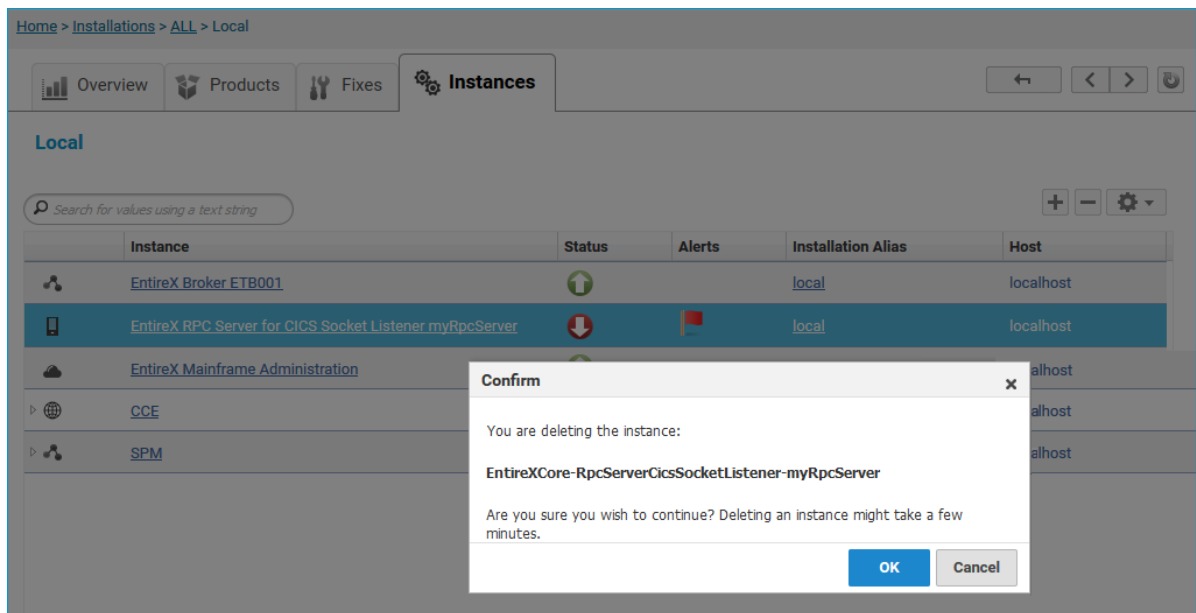 Home > Installations > ALL > Local
Overview Products Fixes Instances
Local
Search for values using a text string
Instance Status Alerts Installation Alias Host
EntireX Broker ETB001 local localhost
EntireX RPC Server for CICS Socket Listener myRpcServer local localhost
EntireX Mainframe Administration alhost
CCE alhost
SPM alhost
Confirm
You are deleting the instance:
EntireXCore-RpcServerCicsSocketListener-myRpcServer
Are you sure you wish to continue? Deleting an instance might take a few
minutes.
OK Cancel